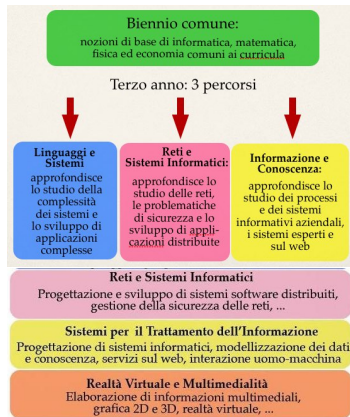 Biennio comune:
nozioni di base di informatica, matematica,
fisica ed economia comuni ai curricula
Terzo anno: 3 percorsi
Linguaggi e
Sistemi
approfondisce
lo studio della
complessità
dei sistemi e
lo sviluppo di
applicazioni
complesse
Reti e
Sistemi Informatici:
approfondisce lo
studio delle reti,
le problematiche
di sicurezza e lo
sviluppo di appli-
cazioni distribuite
Informazione e
Conoscenza:
approfondisce lo
studio dei processi
e dei sistemi
informativi aziendali,
i sistemi esperti e
sul web
Reti e Sistemi Informatici
Progettazione e sviluppo di sistemi software distribuiti,
gestione della sicurezza delle reti, ...
Sistemi per il Trattamento dell'Informazione
Progettazione di sistemi informatici, modellizzazione dei dati
e conoscenza, servizi sul web, interazione uomo-macchina
Realtà Virtuale e Multimedialità
Elaborazione di informazioni multimediali,
grafica 2D e 3D, realtà virtuale, ...